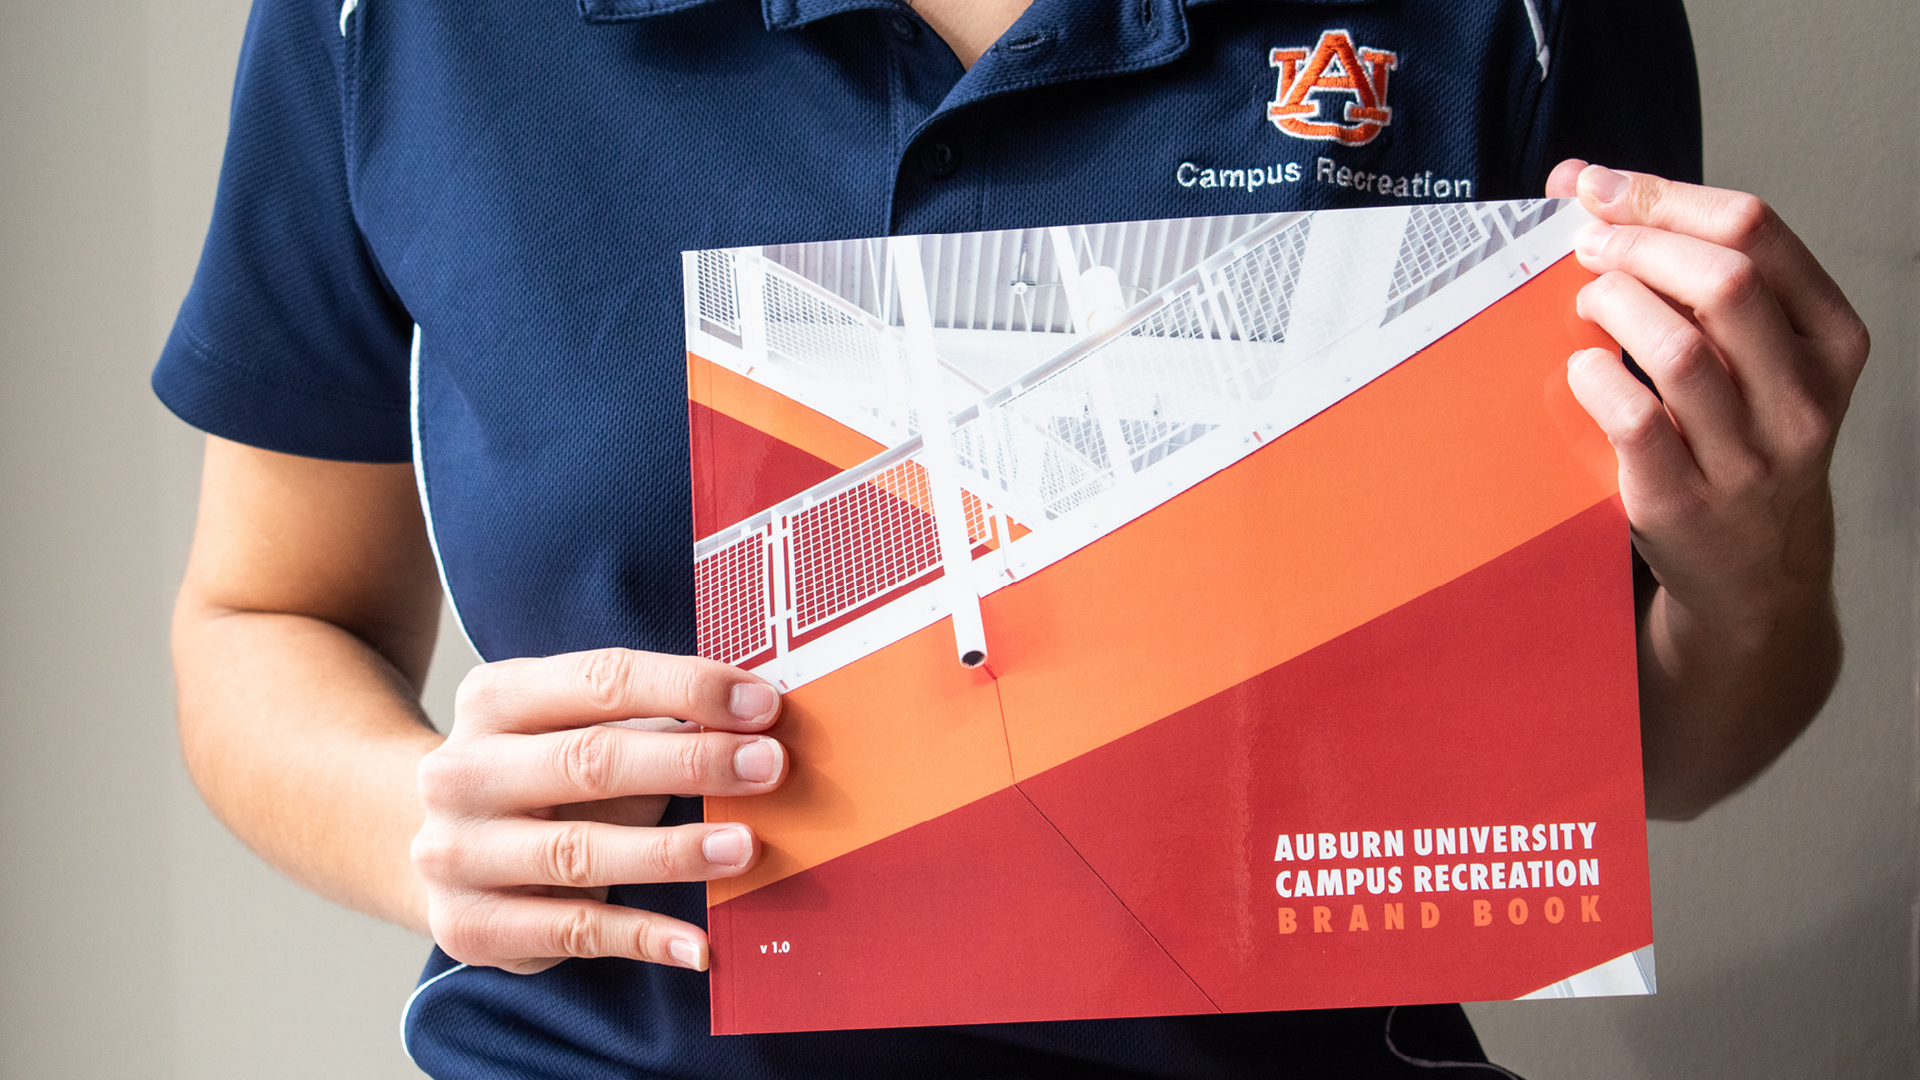 AU
Campus Recreation
AUBURN UNIVERSITY
CAMPUS RECREATION
BRAND BOOK
v 1.0